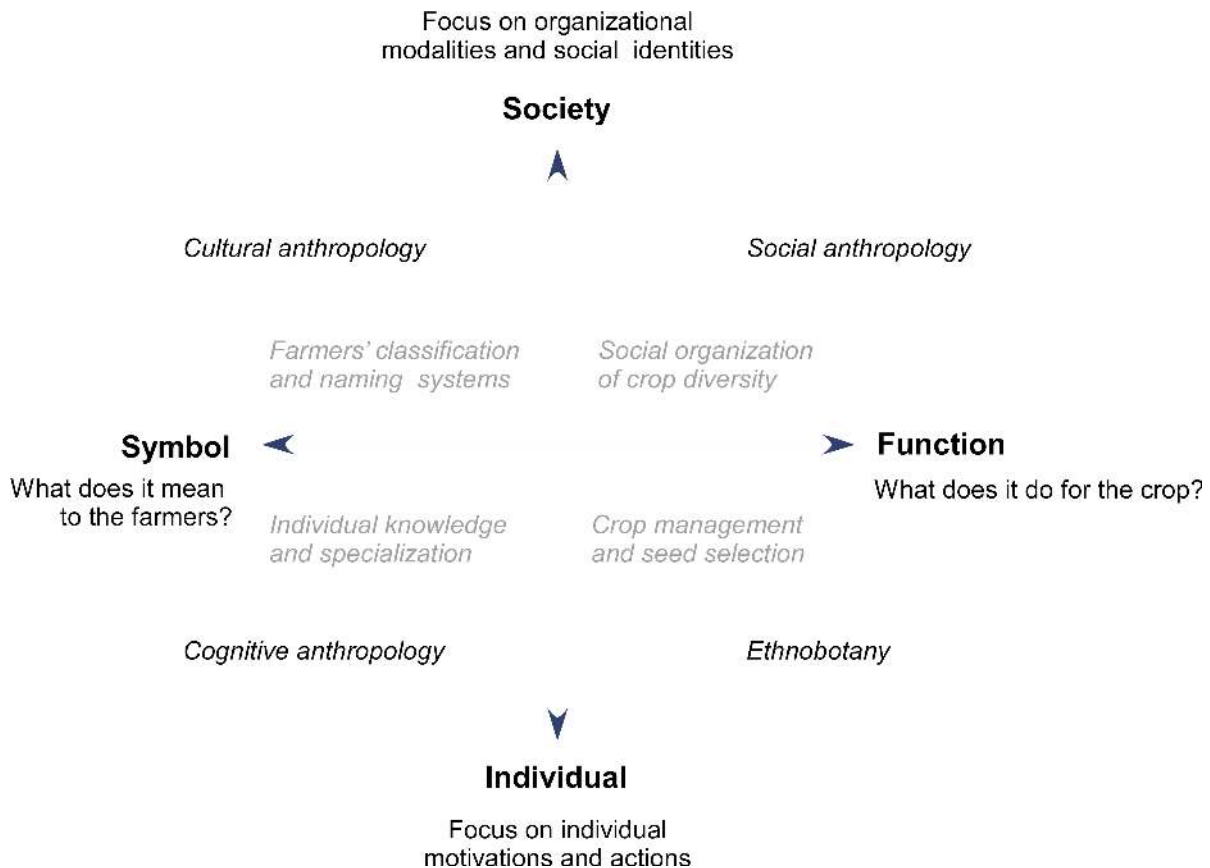 Focus on organizational
modalities and social identities
Society
Cultural anthropology
Social anthropology
Farmers' classification
and naming systems
Social organization
of crop diversity
Symbol
What does it mean
to the farmers?
Function
What does it do for the crop?
Individual knowledge
and specialization
Crop management
and seed selection
Cognitive anthropology
Ethnobotany
Individual
Focus on individual
motivations and actions